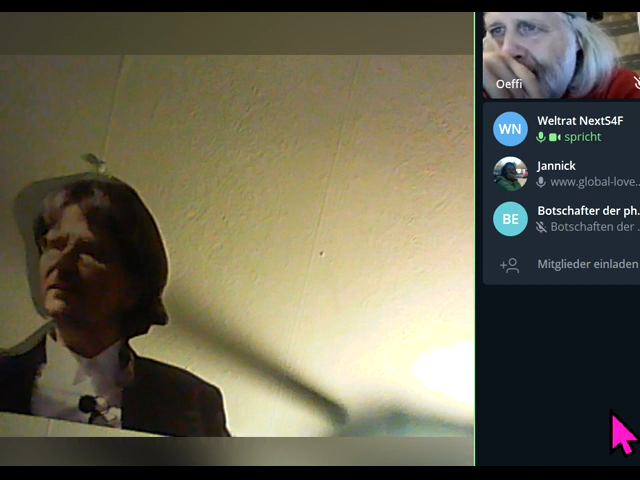 Oeffi
WN
Weltrat NextS4F
spricht
Jannick
www.global-love...
BE
Botschafter der ph...
Botschaften der ...
Mitglieder einladen